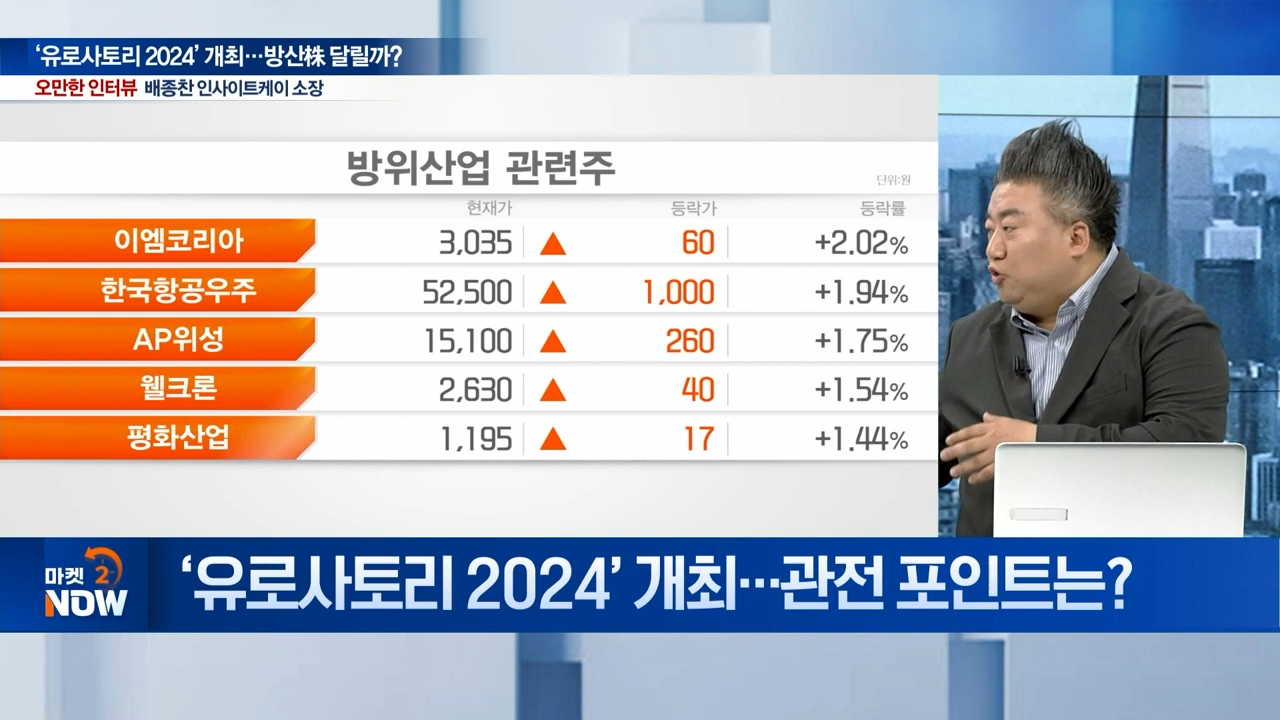 ‘유로사토리 2024’ 개최…방산株 달릴까?
오만한 인터뷰 배종찬 인사이트케이 소장
방위산업 관련주
단위:원
현재가 등락가 등락률
이엠코리아 3,035 ▲ 60 +2.02%
한국항공우주 52,500 ▲ 1,000 +1.94%
AP위성 15,100 ▲ 260 +1.75%
웰크론 2,630 ▲ 40 +1.54%
평화산업 1,195 ▲ 17 +1.44%
마켓 2
NOW
‘유로사토리 2024’ 개최…관전 포인트는?